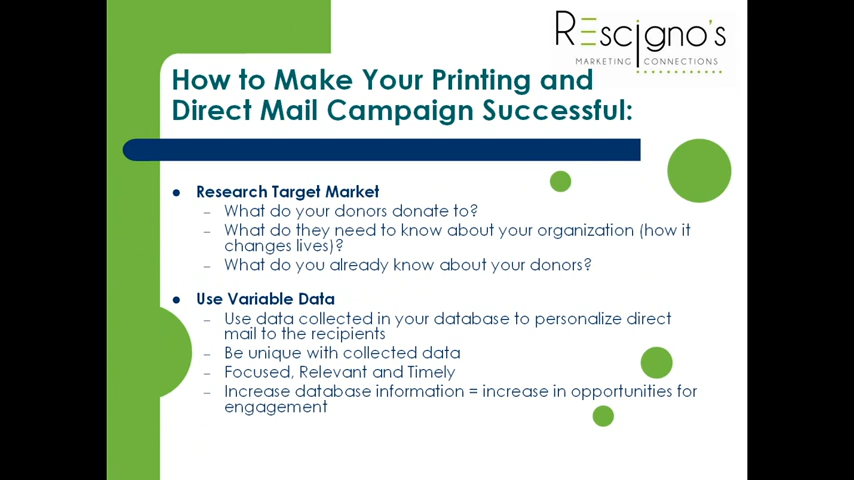 REscigno's
MARKETING CONNECTIONS
How to Make Your Printing and
Direct Mail Campaign Successful:
● Research Target Market
– What do your donors donate to?
– What do they need to know about your organization (how it
changes lives)?
– What do you already know about your donors?
● Use Variable Data
– Use data collected in your database to personalize direct
mail to the recipients
– Be unique with collected data
– Focused, Relevant and Timely
– Increase database information = increase in opportunities for
engagement